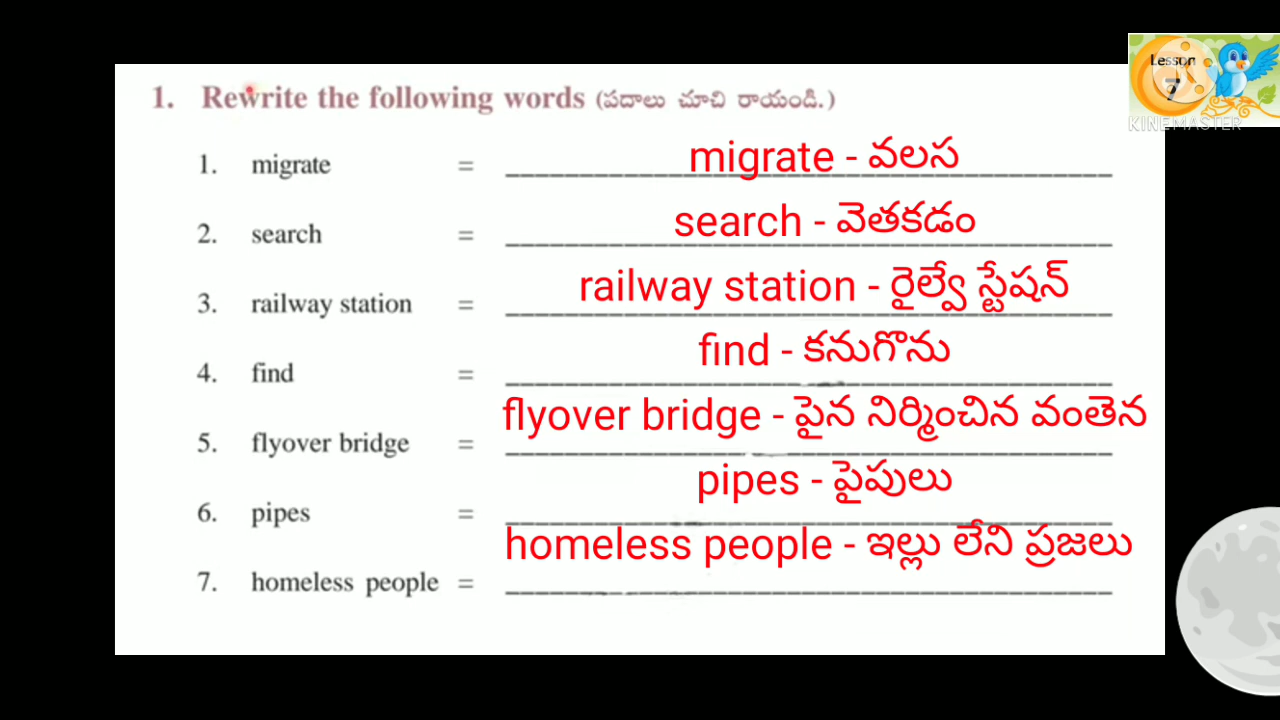 Lesson
7
KINEMASTER
1. Rewrite the following words (పదాలు చూచి రాయండి.)
1. migrate = migrate - వలస
2. search = search - వెతకడం
3. railway station = railway station - రైల్వే స్టేషన్
4. find = find - కనుగొను
5. flyover bridge = flyover bridge - పైన నిర్మించిన వంతెన
6. pipes = pipes - పైపులు
7. homeless people = homeless people - ఇల్లు లేని ప్రజలు